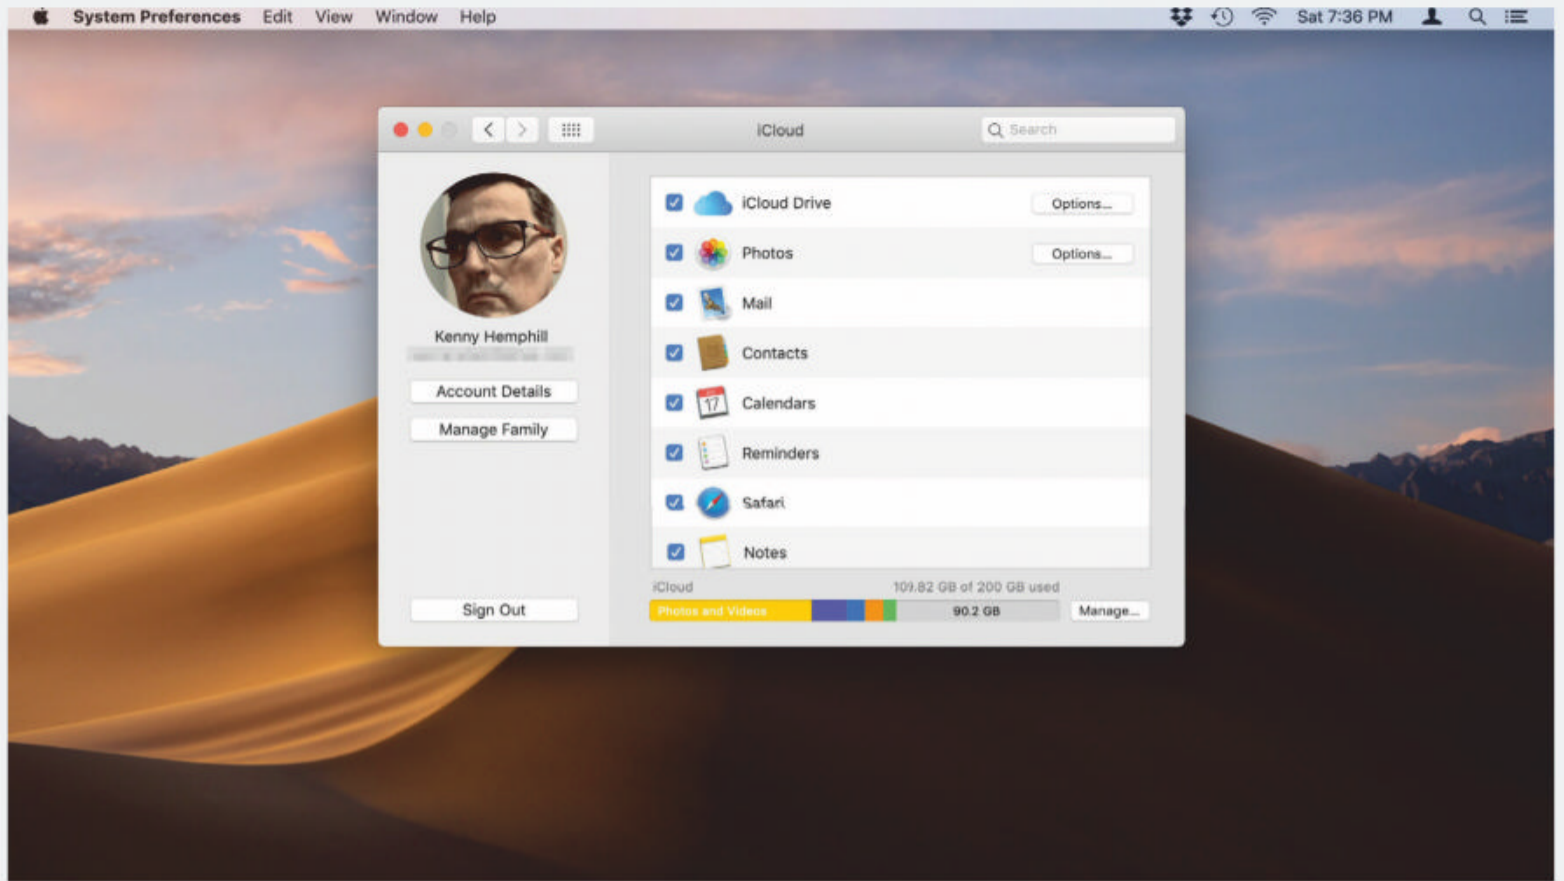 System Preferences Edit View Window Help Sat 7:36 PM
iCloud Search
iCloud Drive Options...
Photos Options...
Mail
Kenny Hemphill
Contacts
Account Details
Calendars
17
Manage Family
Reminders
Safari
Notes
iCloud 109.82 GB of 200 GB used
Sign Out
Photos and Videos 90.2 GB Manage...